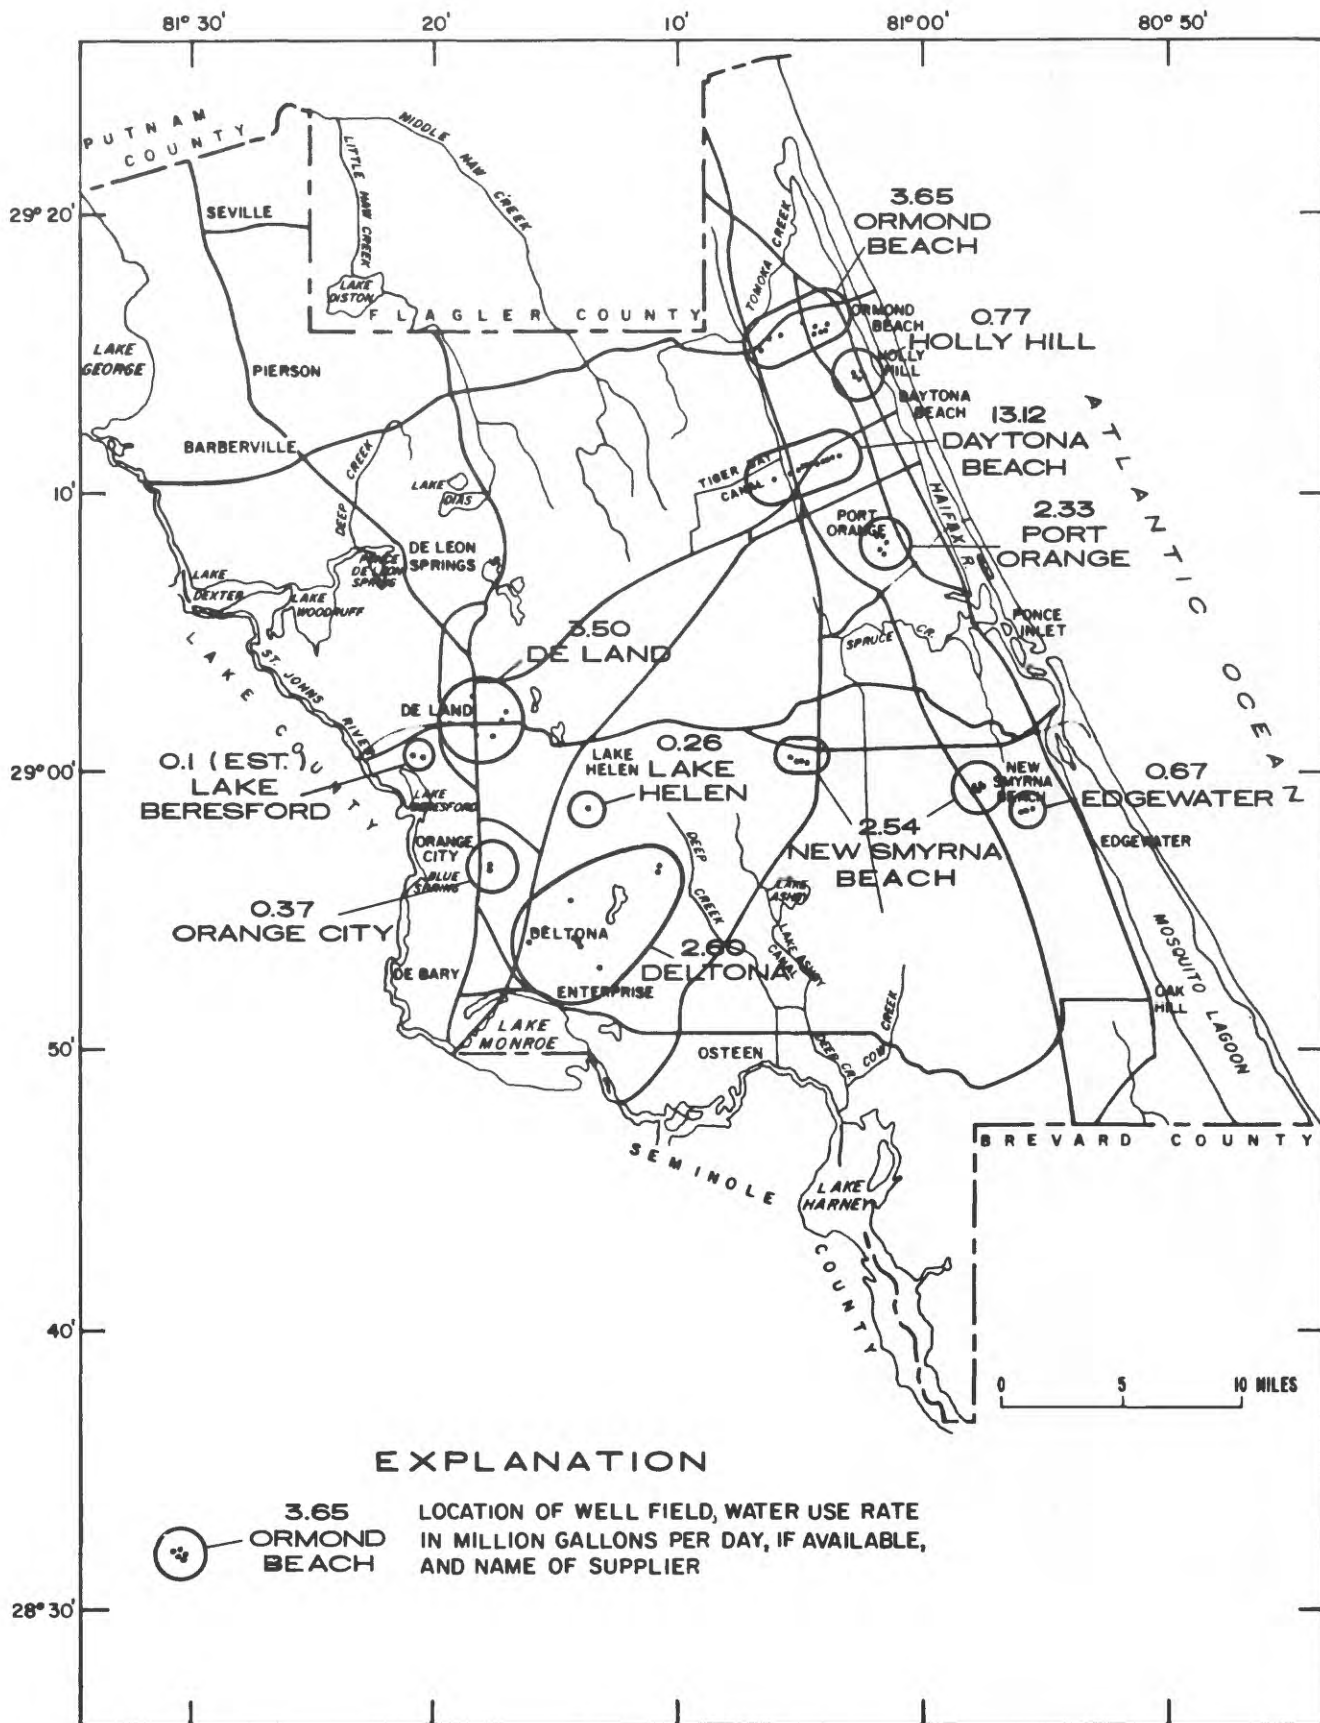 81° 30'
20'
10'
81° 00'
80° 50'
PUTNAM
COUNTY
LITTLE HAW CREEK
MIDDLE HAW CREEK
29° 20'
SEVILLE
3.65
ORMOND
BEACH
TOMOKA CREEK
LAKE
DISTON
FLAGLER COUNTY
ORMOND
BEACH
0.77
HOLLY HILL
LAKE
GEORGE
PIERSON
HOLLY
HILL
DAYTONA
BEACH
ATLANTIC OCEAN
13.12
DAYTONA
BEACH
BARBERVILLE
DEEP CREEK
TIGER BAY
CANAL
LAKE
DIAS
10'
HAIFAX R.
2.33
PORT
ORANGE
PORT
ORANGE
DE LEON
SPRINGS
PONCE
DE LEON
SPRING
LAKE
DEXTER
LAKE
WOODRUFF
PONCE
INLET
SPRUCE CR.
LAKE COUNTY
ST. JOHNS RIVER
3.50
DE LAND
DE LAND
0.1 (EST.)
LAKE
BERESFORD
LAKE
HELEN
0.26
LAKE
HELEN
29° 00'
LAKE
BERESFORD
NEW
SMYRNA
BEACH
0.67
EDGEWATER
EDGEWATER
2.54
NEW SMYRNA
BEACH
ORANGE
CITY
BLUE
SPRING
DEEP CREEK
LAKE
ASHBY
0.37
ORANGE CITY
DELTONA
2.60
DELTONA
LAKE ASHBY
CANAL
MOSQUITO LAGOON
DE BARY
ENTERPRISE
OAK
HILL
LAKE
MONROE
OSTEEN
DEEP CR.
COW CREEK
50'
SEMINOLE COUNTY
BREVARD COUNTY
LAKE
HARNEY
40'
0 5 10 MILES
EXPLANATION
3.65
ORMOND
BEACH
LOCATION OF WELL FIELD, WATER USE RATE
IN MILLION GALLONS PER DAY, IF AVAILABLE,
AND NAME OF SUPPLIER
28° 30'